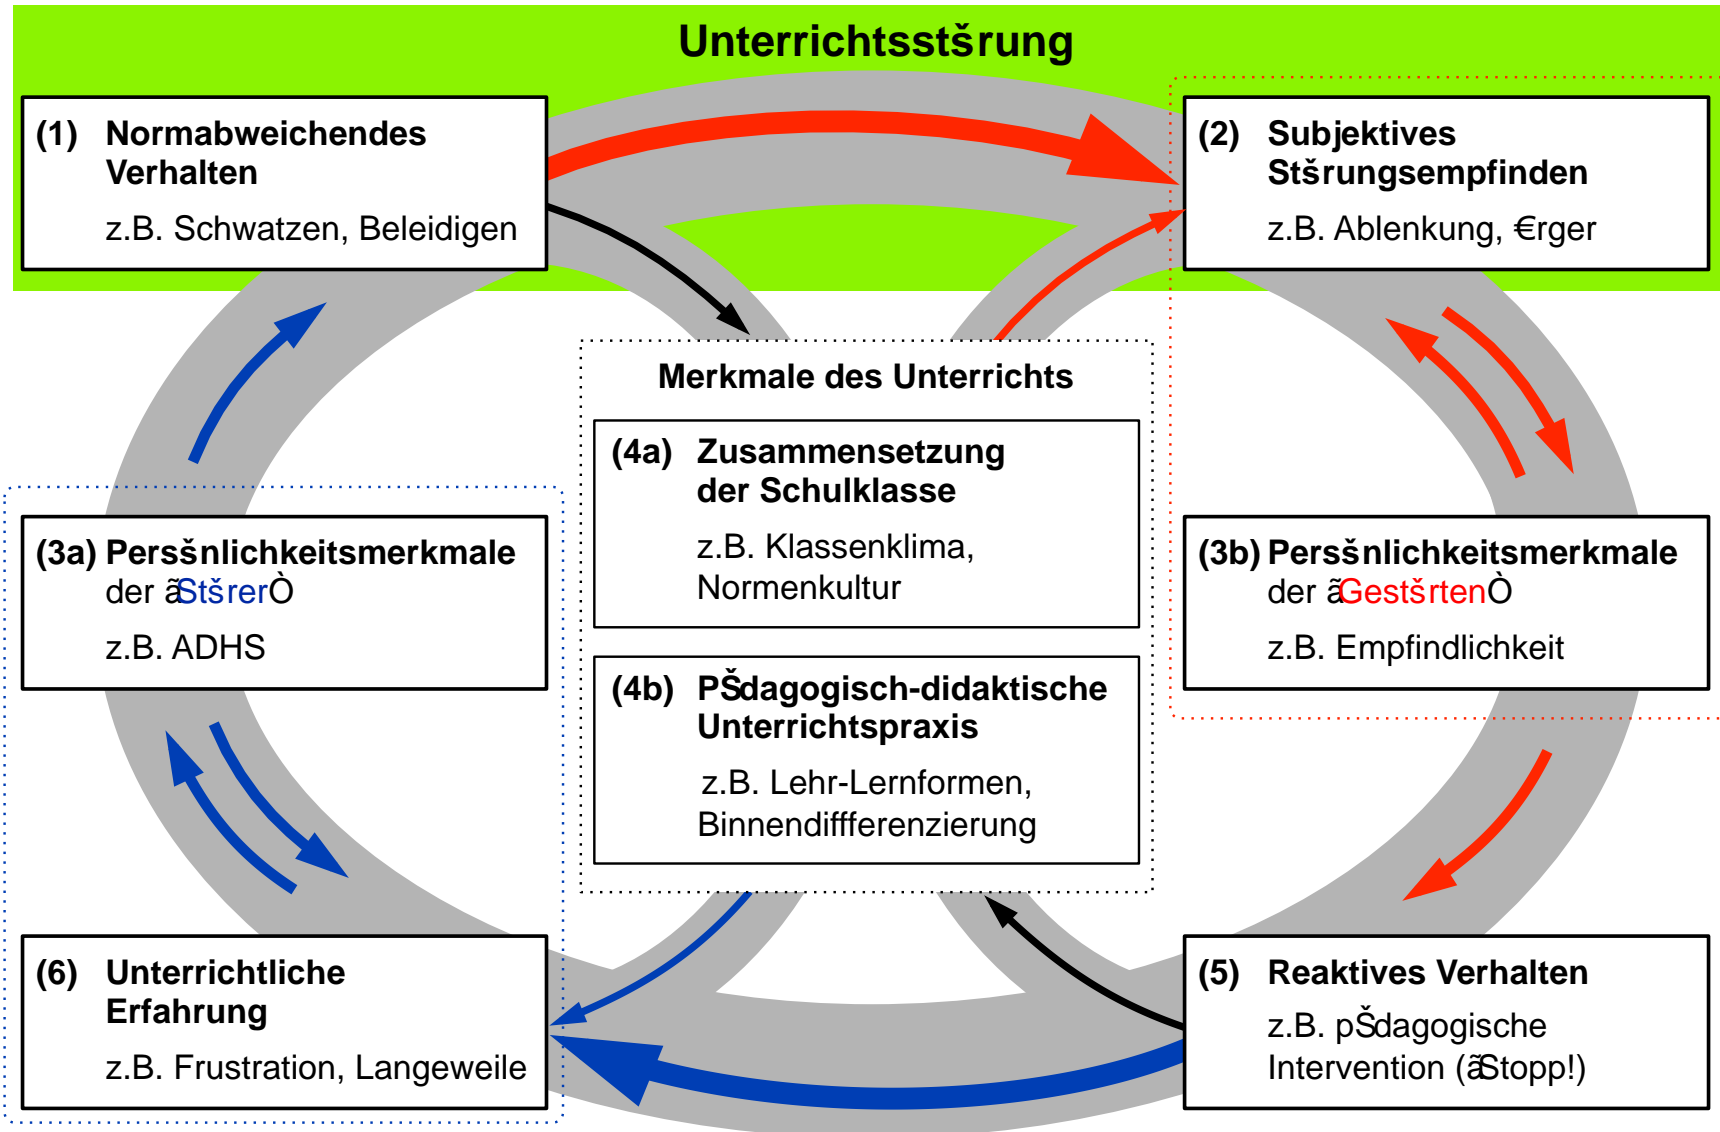 Unterrichtsstšrung
(1) Normabweichendes
Verhalten
z.B. Schwatzen, Beleidigen
(2) Subjektives
Stšrungsempfinden
z.B. Ablenkung, €rger
Merkmale des Unterrichts
(4a) Zusammensetzung
der Schulklasse
z.B. Klassenklima,
Normenkultur
(3a) Persšnlichkeitsmerkmale
der ãStšrerÒ
z.B. ADHS
(3b) Persšnlichkeitsmerkmale
der ãGestšrtenÒ
z.B. Empfindlichkeit
(4b) PŠdagogisch-didaktische
Unterrichtspraxis
z.B. Lehr-Lernformen,
Binnendiffferenzierung
(6) Unterrichtliche
Erfahrung
z.B. Frustration, Langeweile
(5) Reaktives Verhalten
z.B. pŠdagogische
Intervention (ãStopp!)